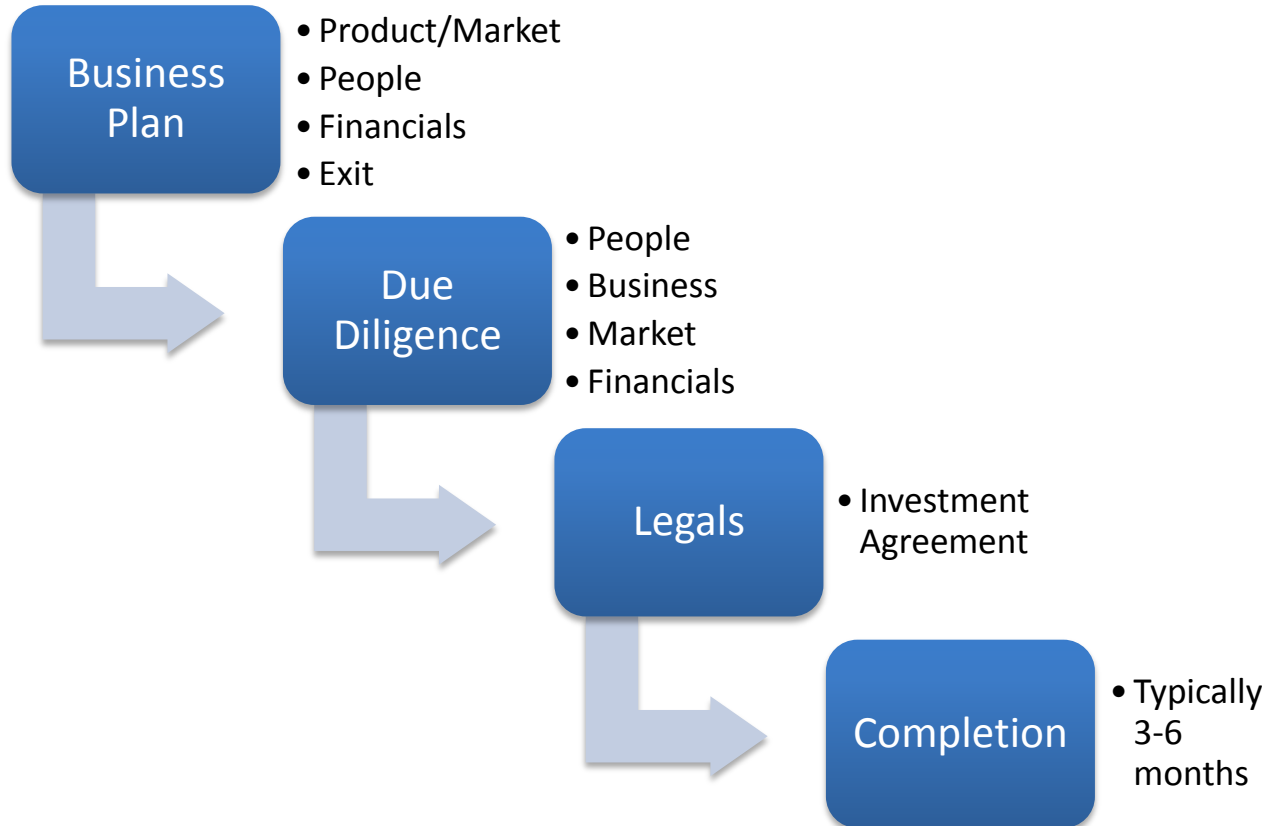 Business
Plan
• Product/Market
• People
• Financials
• Exit
Due
Diligence
• People
• Business
• Market
• Financials
Legals
• Investment
Agreement
Completion
• Typically
3-6
months